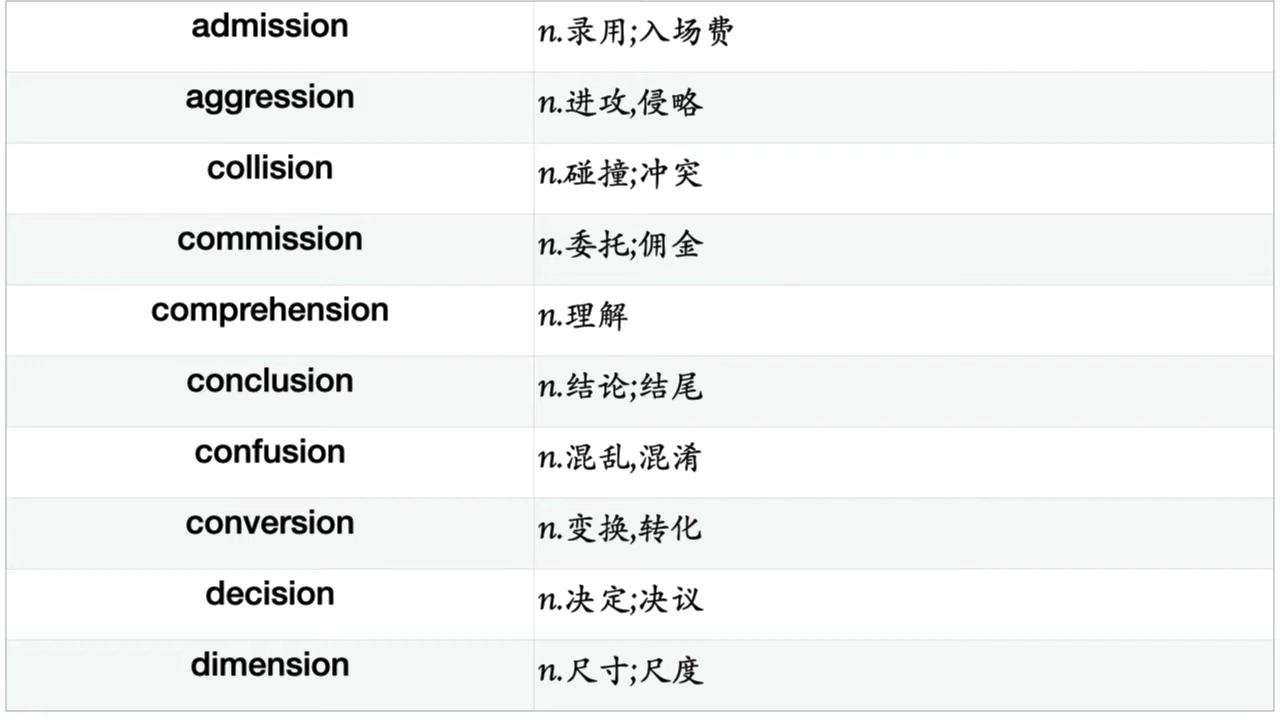 admission n.录用;入场费
aggression n.进攻,侵略
collision n.碰撞;冲突
commission n.委托;佣金
comprehension n.理解
conclusion n.结论;结尾
confusion n.混乱,混淆
conversion n.变换,转化
decision n.决定;决议
dimension n.尺寸;尺度